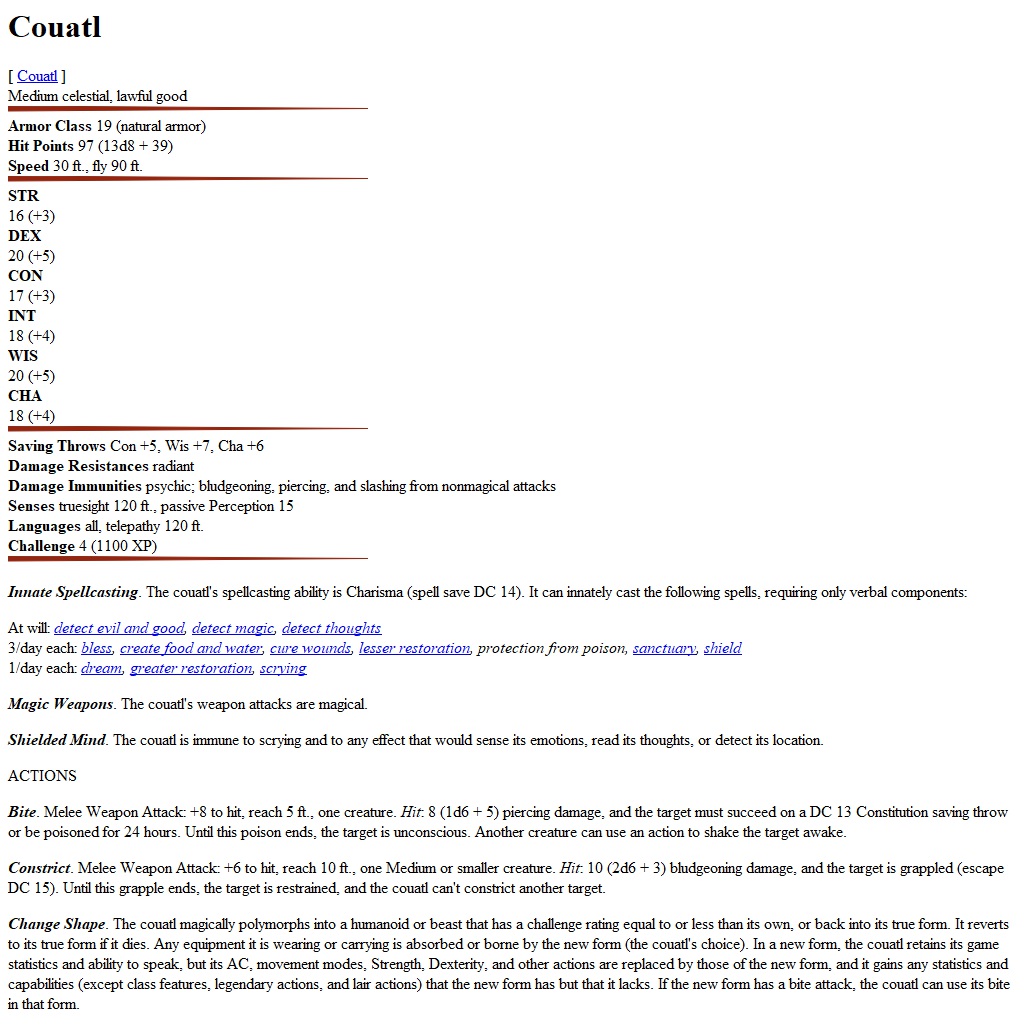 Couatl
[ Couatl ]
Medium celestial, lawful good
Armor Class 19 (natural armor)
Hit Points 97 (13d8 + 39)
Speed 30 ft., fly 90 ft.
STR
16 (+3)
DEX
20 (+5)
CON
17 (+3)
INT
18 (+4)
WIS
20 (+5)
CHA
18 (+4)
Saving Throws Con +5, Wis +7, Cha +6
Damage Resistances radiant
Damage Immunities psychic; bludgeoning, piercing, and slashing from nonmagical attacks
Senses truesight 120 ft., passive Perception 15
Languages all, telepathy 120 ft.
Challenge 4 (1100 XP)
Innate Spellcasting. The couatl's spellcasting ability is Charisma (spell save DC 14). It can innately cast the following spells, requiring only verbal components:
At will: detect evil and good, detect magic, detect thoughts
3/day each: bless, create food and water, cure wounds, lesser restoration, protection from poison, sanctuary, shield
1/day each: dream, greater restoration, scrying
Magic Weapons. The couatl's weapon attacks are magical.
Shielded Mind. The couatl is immune to scrying and to any effect that would sense its emotions, read its thoughts, or detect its location.
ACTIONS
Bite. Melee Weapon Attack: +8 to hit, reach 5 ft., one creature. Hit: 8 (1d6 + 5) piercing damage, and the target must succeed on a DC 13 Constitution saving throw
or be poisoned for 24 hours. Until this poison ends, the target is unconscious. Another creature can use an action to shake the target awake.
Constrict. Melee Weapon Attack: +6 to hit, reach 10 ft., one Medium or smaller creature. Hit: 10 (2d6 + 3) bludgeoning damage, and the target is grappled (escape
DC 15). Until this grapple ends, the target is restrained, and the couatl can't constrict another target.
Change Shape. The couatl magically polymorphs into a humanoid or beast that has a challenge rating equal to or less than its own, or back into its true form. It reverts
to its true form if it dies. Any equipment it is wearing or carrying is absorbed or borne by the new form (the couatl's choice). In a new form, the couatl retains its game
statistics and ability to speak, but its AC, movement modes, Strength, Dexterity, and other actions are replaced by those of the new form, and it gains any statistics and
capabilities (except class features, legendary actions, and lair actions) that the new form has but that it lacks. If the new form has a bite attack, the couatl can use its bite
in that form.